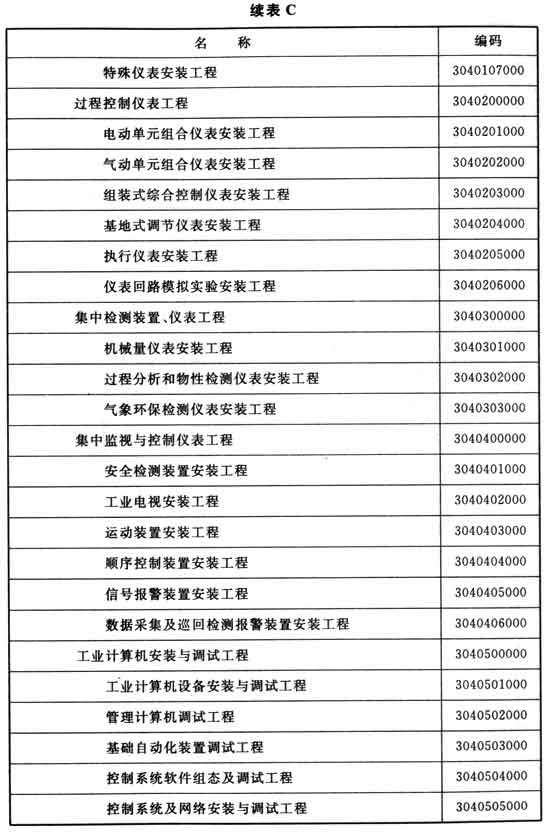 续表C
名 称 编码
特殊仪表安装工程 3040107000
过程控制仪表工程 3040200000
电动单元组合仪表安装工程 3040201000
气动单元组合仪表安装工程 3040202000
组装式综合控制仪表安装工程 3040203000
基地式调节仪表安装工程 3040204000
执行仪表安装工程 3040205000
仪表回路模拟实验安装工程 3040206000
集中检测装置、仪表工程 3040300000
机械量仪表安装工程 3040301000
过程分析和物性检测仪表安装工程 3040302000
气象环保检测仪表安装工程 3040303000
集中监视与控制仪表工程 3040400000
安全检测装置安装工程 3040401000
工业电视安装工程 3040402000
运动装置安装工程 3040403000
顺序控制装置安装工程 3040404000
信号报警装置安装工程 3040405000
数据采集及巡回检测报警装置安装工程 3040406000
工业计算机安装与调试工程 3040500000
工业计算机设备安装与调试工程 3040501000
管理计算机调试工程 3040502000
基础自动化装置调试工程 3040503000
控制系统软件组态及调试工程 3040504000
控制系统及网络安装与调试工程 3040505000